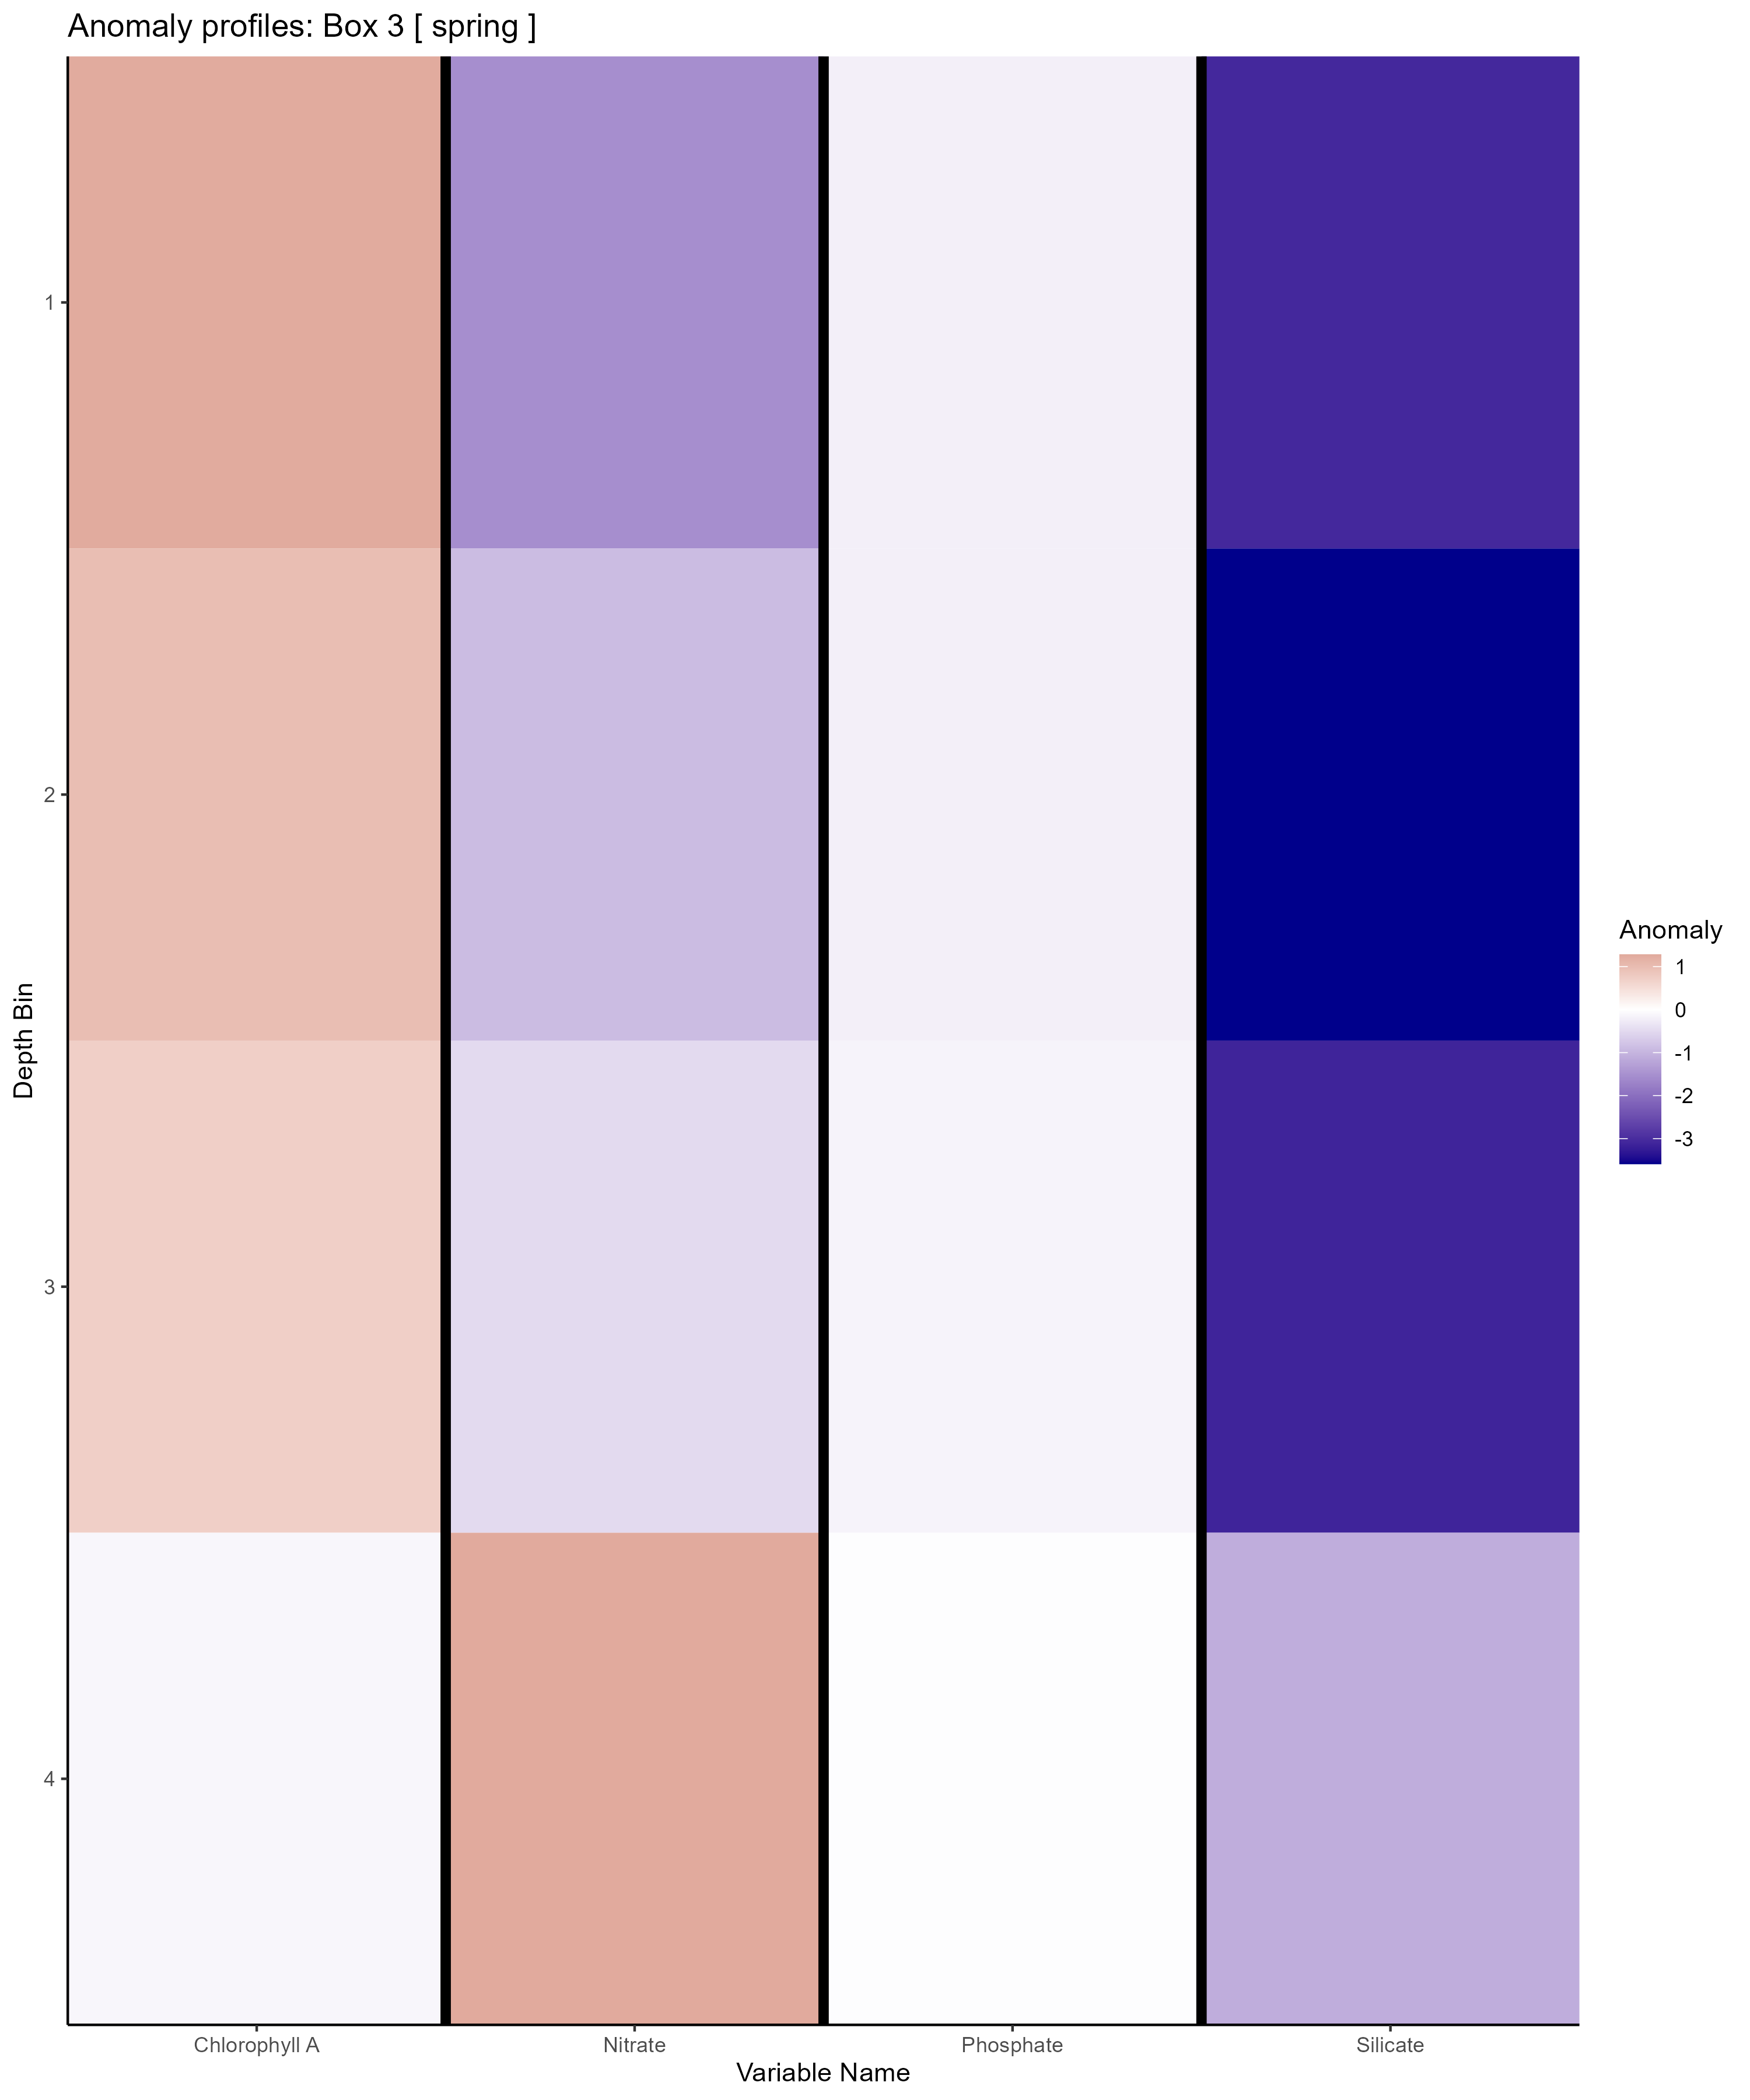 Anomaly profiles: Box 3 [ spring ]
1
2
3
4
Depth Bin
Chlorophyll A
Nitrate
Phosphate
Silicate
Variable Name
Anomaly
1
0
-1
-2
-3